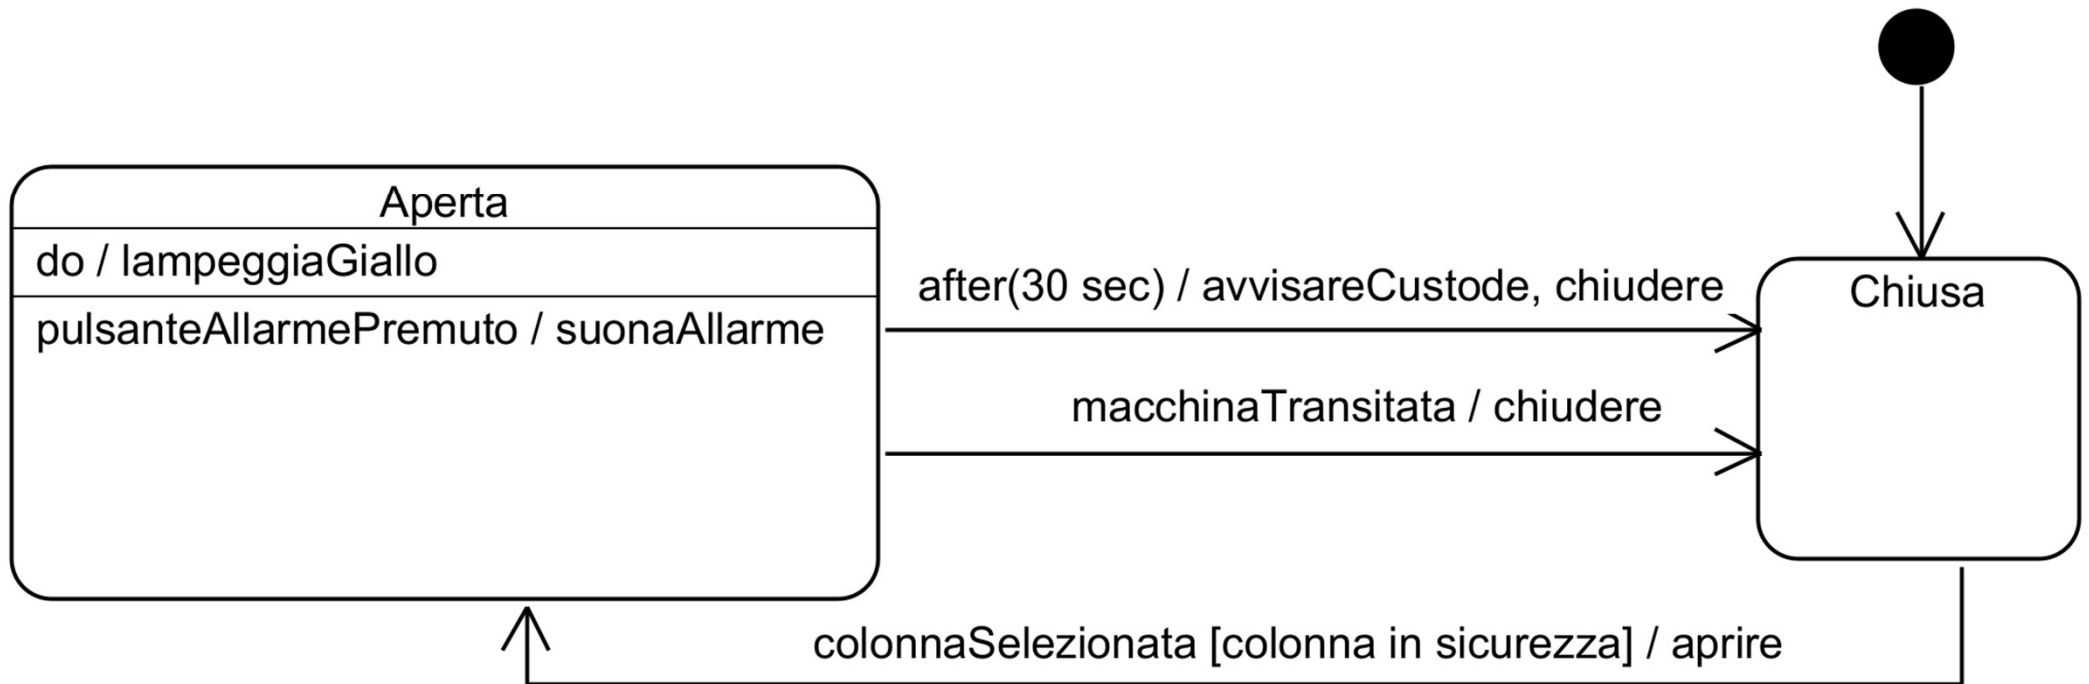 Aperta
do / lampeggiaGiallo
pulsanteAllarmePremuto / suonaAllarme
after(30 sec) / avvisareCustode, chiudere
macchinaTransitata / chiudere
Chiusa
colonnaSelezionata [colonna in sicurezza] / aprire